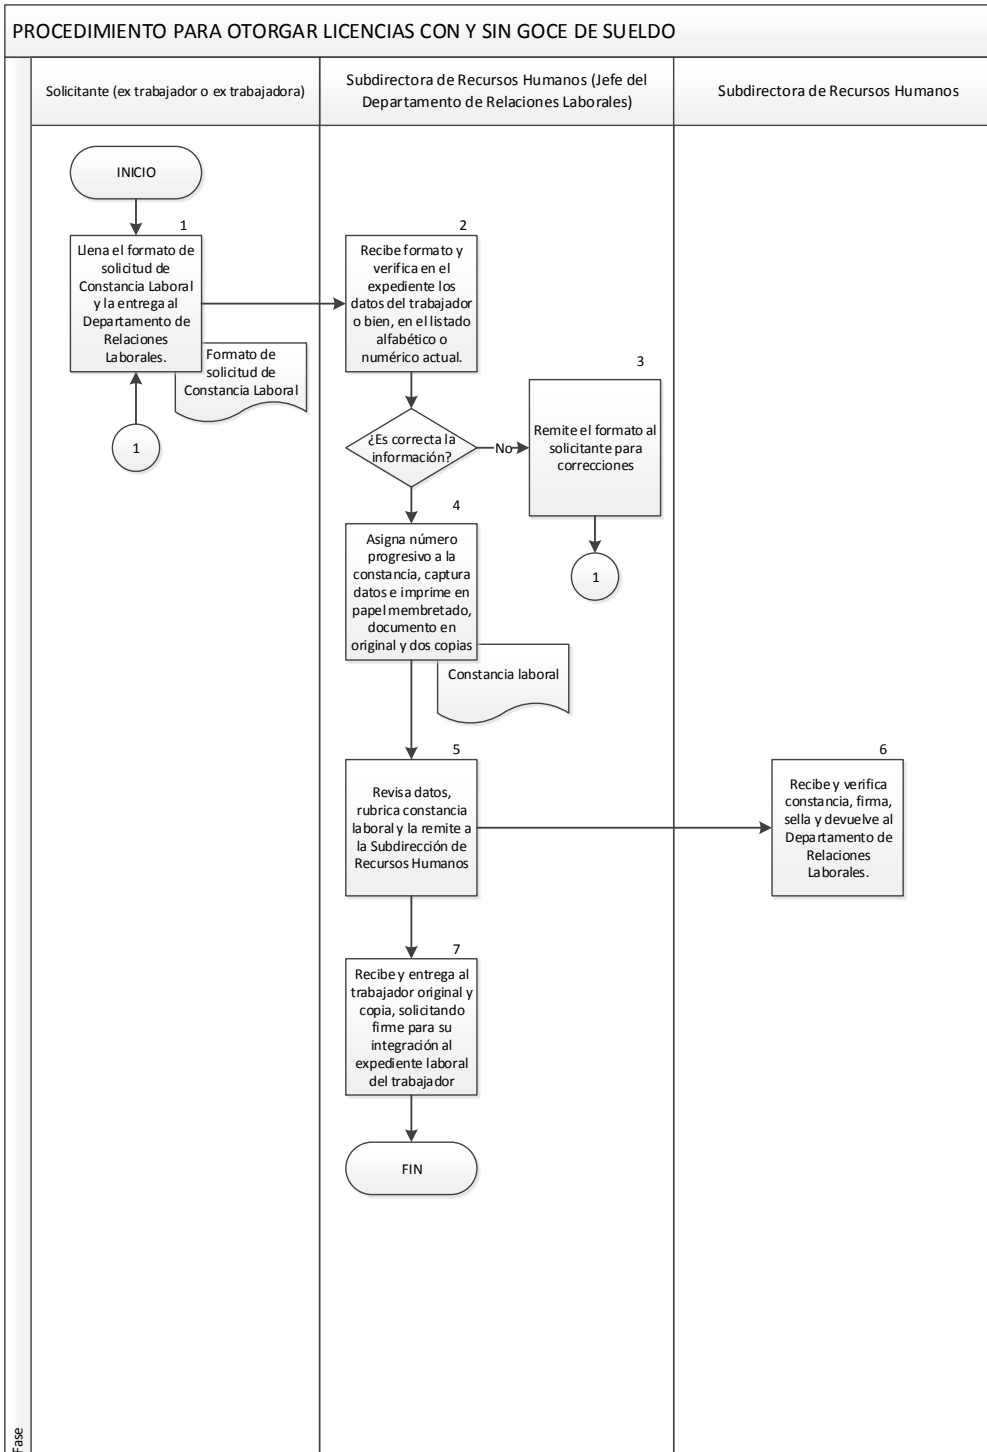 PROCEDIMIENTO PARA OTORGAR LICENCIAS CON Y SIN GOCE DE SUELDO
Solicitante (ex trabajador o ex trabajadora)
Subdirectora de Recursos Humanos (Jefe del
Departamento de Relaciones Laborales)
Subdirectora de Recursos Humanos
INICIO
1
Llena el formato de
solicitud de
Constancia Laboral
y la entrega al
Departamento de
Relaciones
Laborales.
Formato de
solicitud de
Constancia Laboral
1
2
Recibe formato y
verifica en el
expediente los
datos del trabajador
o bien, en el listado
alfabético o
numérico actual.
¿Es correcta la
información?
No
3
Remite el formato al
solicitante para
correcciones
1
4
Asigna número
progresivo a la
constancia, captura
datos e imprime en
papel membretado,
documento en
original y dos copias
Constancia laboral
5
Revisa datos,
rubrica constancia
laboral y la remite a
la Subdirección de
Recursos Humanos
6
Recibe y verifica
constancia, firma,
sella y devuelve al
Departamento de
Relaciones
Laborales.
7
Recibe y entrega al
trabajador original y
copia, solicitando
firme para su
integración al
expediente laboral
del trabajador
FIN
Fase